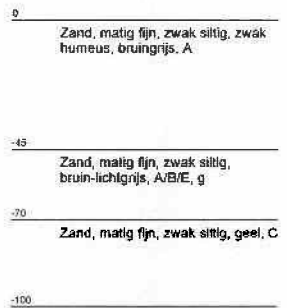 0
Zand, matig fijn, zwak siltig, zwak
humeus, bruingrijs, A
-45
Zand, matig fijn, zwak siltig,
bruin-lichtgrijs, A/B/E, g
-70
Zand, matig fijn, zwak siltig, geel, C
-100